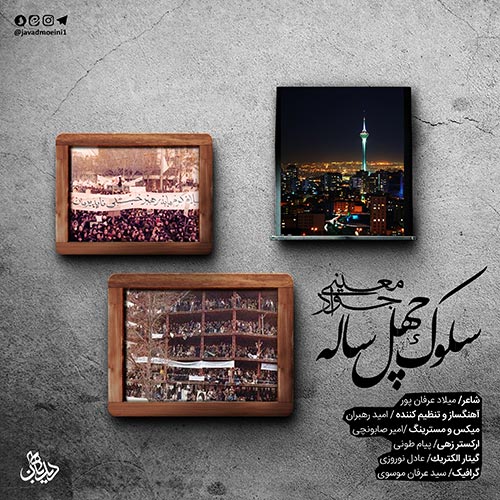 @javadmoeini1
جواد معینی
سلوک چهل ساله
شاعر/ میلاد عرفان پور
آهنگساز و تنظیم کننده / امید رهبران
میکس و مسترینگ /امیر صابونچی
ارکستر زهی/ پیام طونی
گیتار الکتریک/ عادل نوروزی
گرافیک/ سید عرفان موسوی